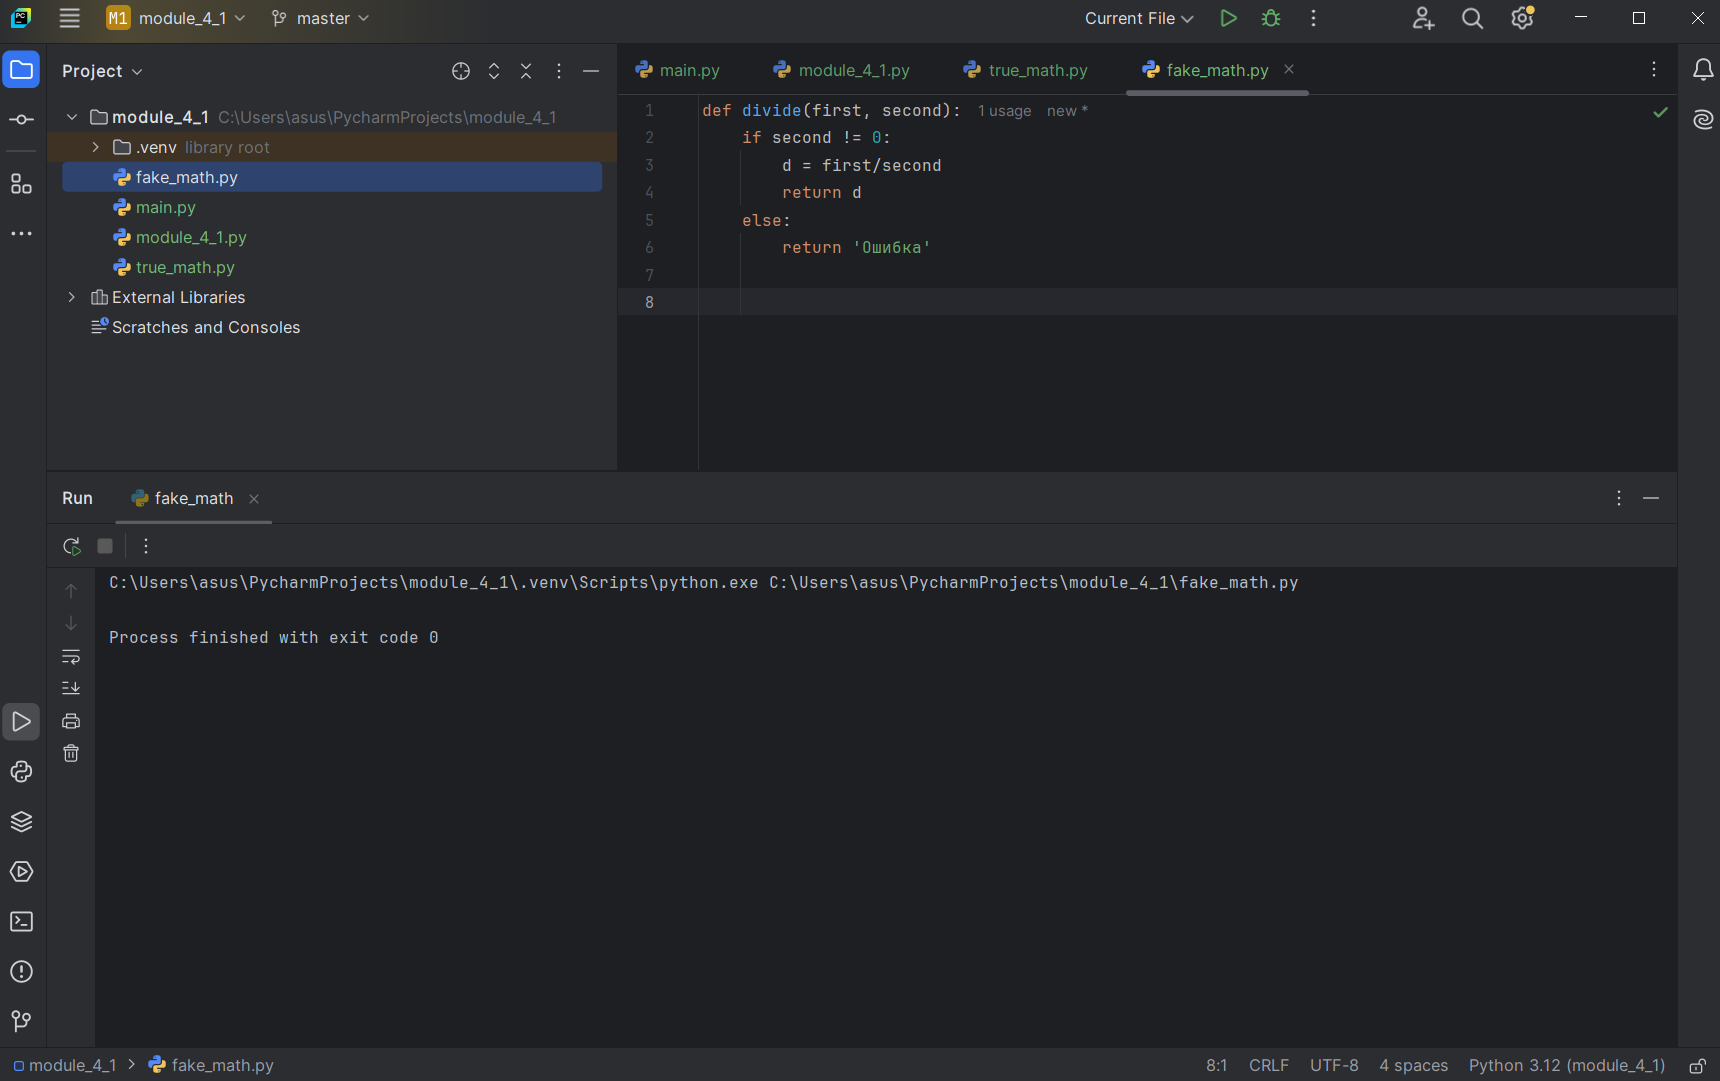 M1 module_4_1 master Current File
Project
main.py module_4_1.py true_math.py fake_math.py
module_4_1 C:\Users\asus\PycharmProjects\module_4_1
.venv library root
fake_math.py
main.py
module_4_1.py
true_math.py
External Libraries
Scratches and Consoles
1 def divide(first, second): 1 usage new *
2 if second != 0:
3 d = first/second
4 return d
5 else:
6 return 'Ошибка'
7
8
Run fake_math
C:\Users\asus\PycharmProjects\module_4_1\.venv\Scripts\python.exe C:\Users\asus\PycharmProjects\module_4_1\fake_math.py
Process finished with exit code 0
module_4_1 fake_math.py 8:1 CRLF UTF-8 4 spaces Python 3.12 (module_4_1)